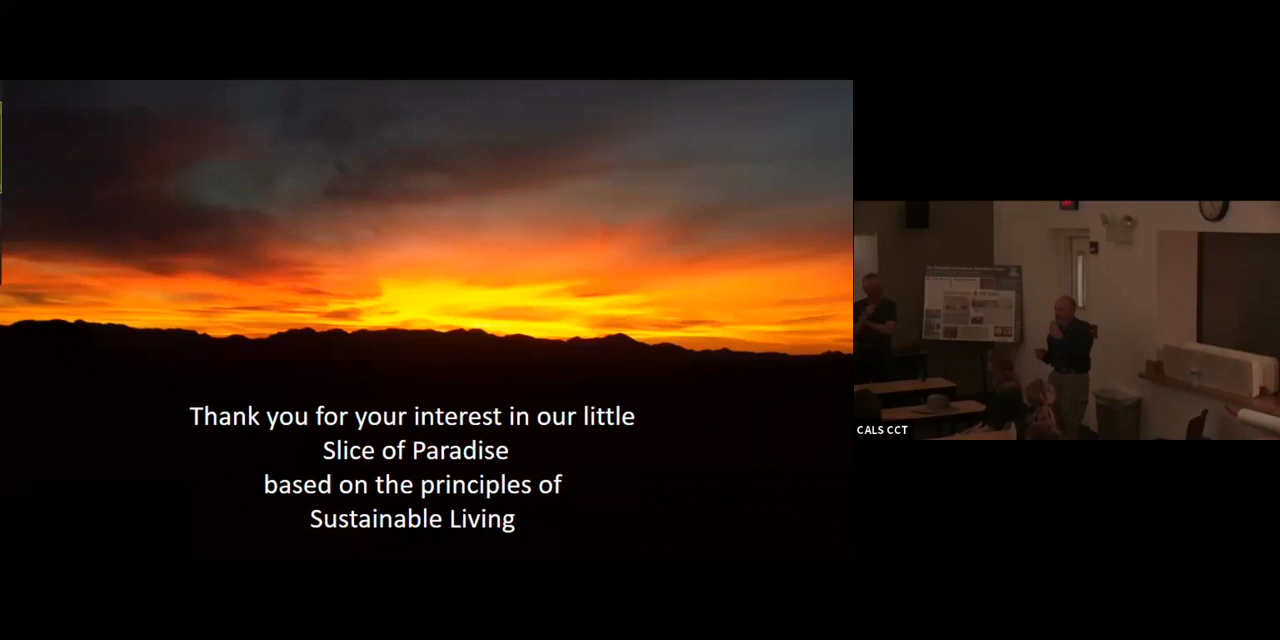 Thank you for your interest in our little
Slice of Paradise
based on the principles of
Sustainable Living
CALS CCT